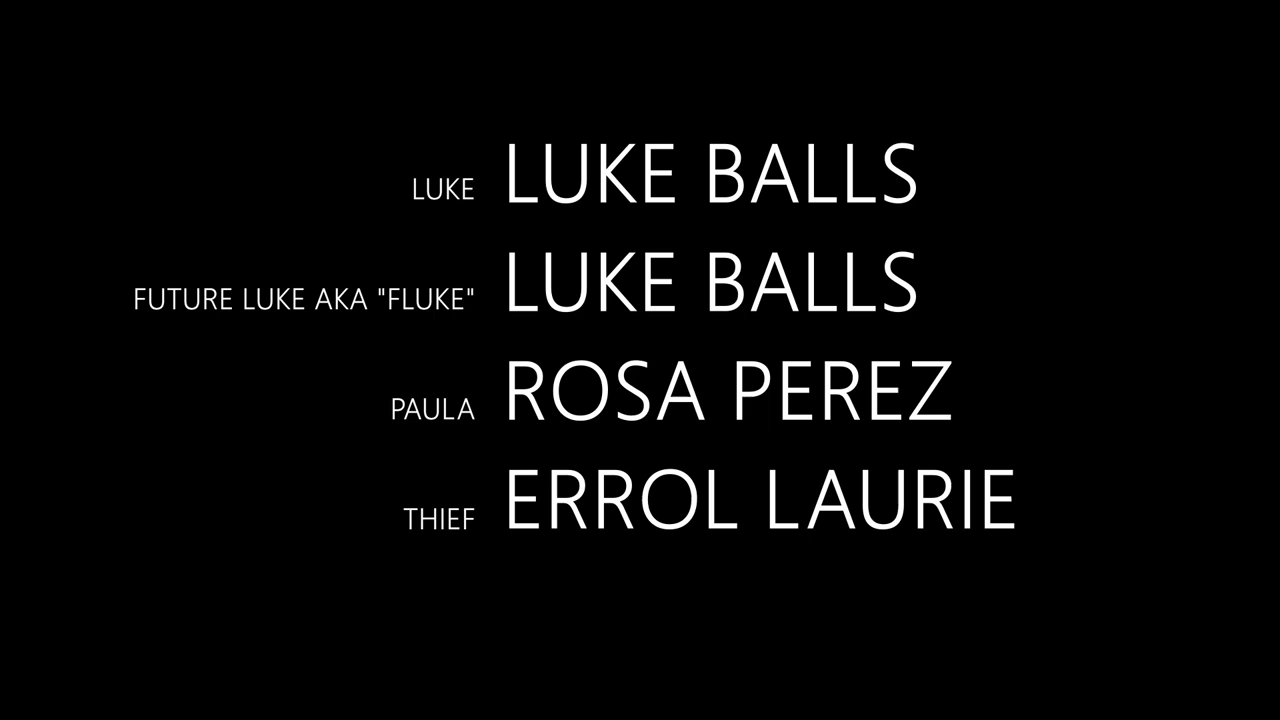 LUKE LUKE BALLS
FUTURE LUKE AKA "FLUKE" LUKE BALLS
PAULA ROSA PEREZ
THIEF ERROL LAURIE